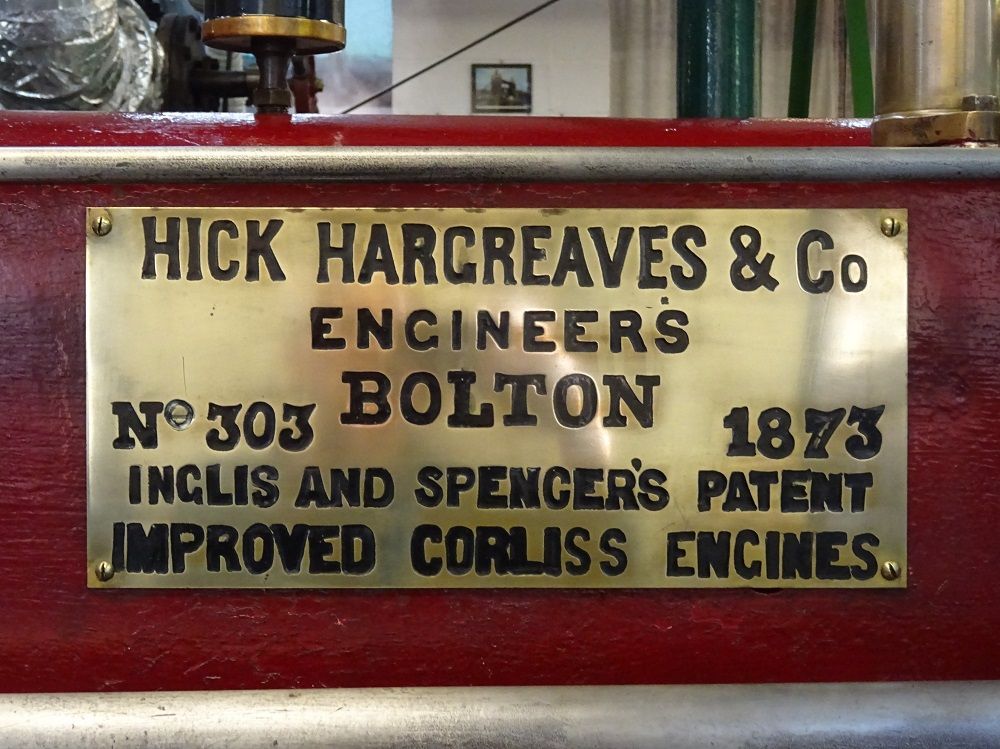 HICK HARGREAVES & Co
ENGINEERS
BOLTON
No 303 1873
INGLIS AND SPENCER'S PATENT
IMPROVED CORLISS ENGINES